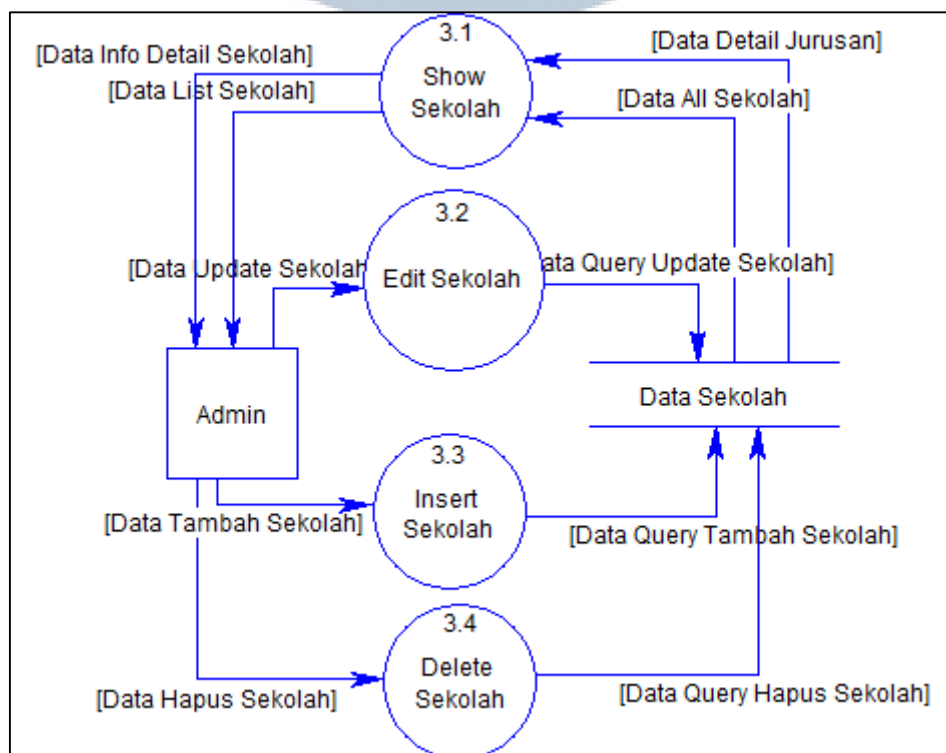 3.1
Show
Sekolah
[Data Info Detail Sekolah]
[Data List Sekolah]
[Data Detail Jurusan]
[Data All Sekolah]
3.2
Edit Sekolah
[Data Update Sekolah
ata Query Update Sekolah]
Admin
Data Sekolah
3.3
Insert
Sekolah
[Data Tambah Sekolah]
[Data Query Tambah Sekolah]
3.4
Delete
Sekolah
[Data Hapus Sekolah]
[Data Query Hapus Sekolah]